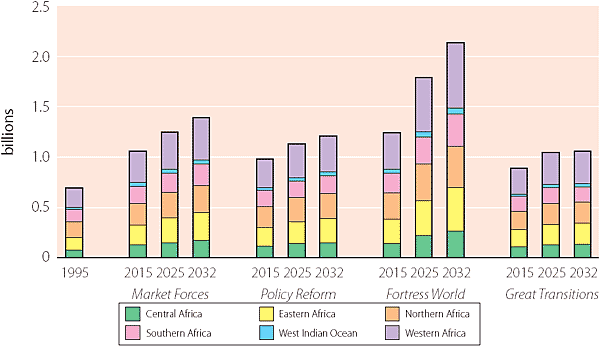 2.5
2.0
1.5
1.0
0.5
0
billions
1995 2015 2025 2032 2015 2025 2032 2015 2025 2032 2015 2025 2032
Market Forces Policy Reform Fortress World Great Transitions
Central Africa Eastern Africa Northern Africa
Southern Africa West Indian Ocean Western Africa